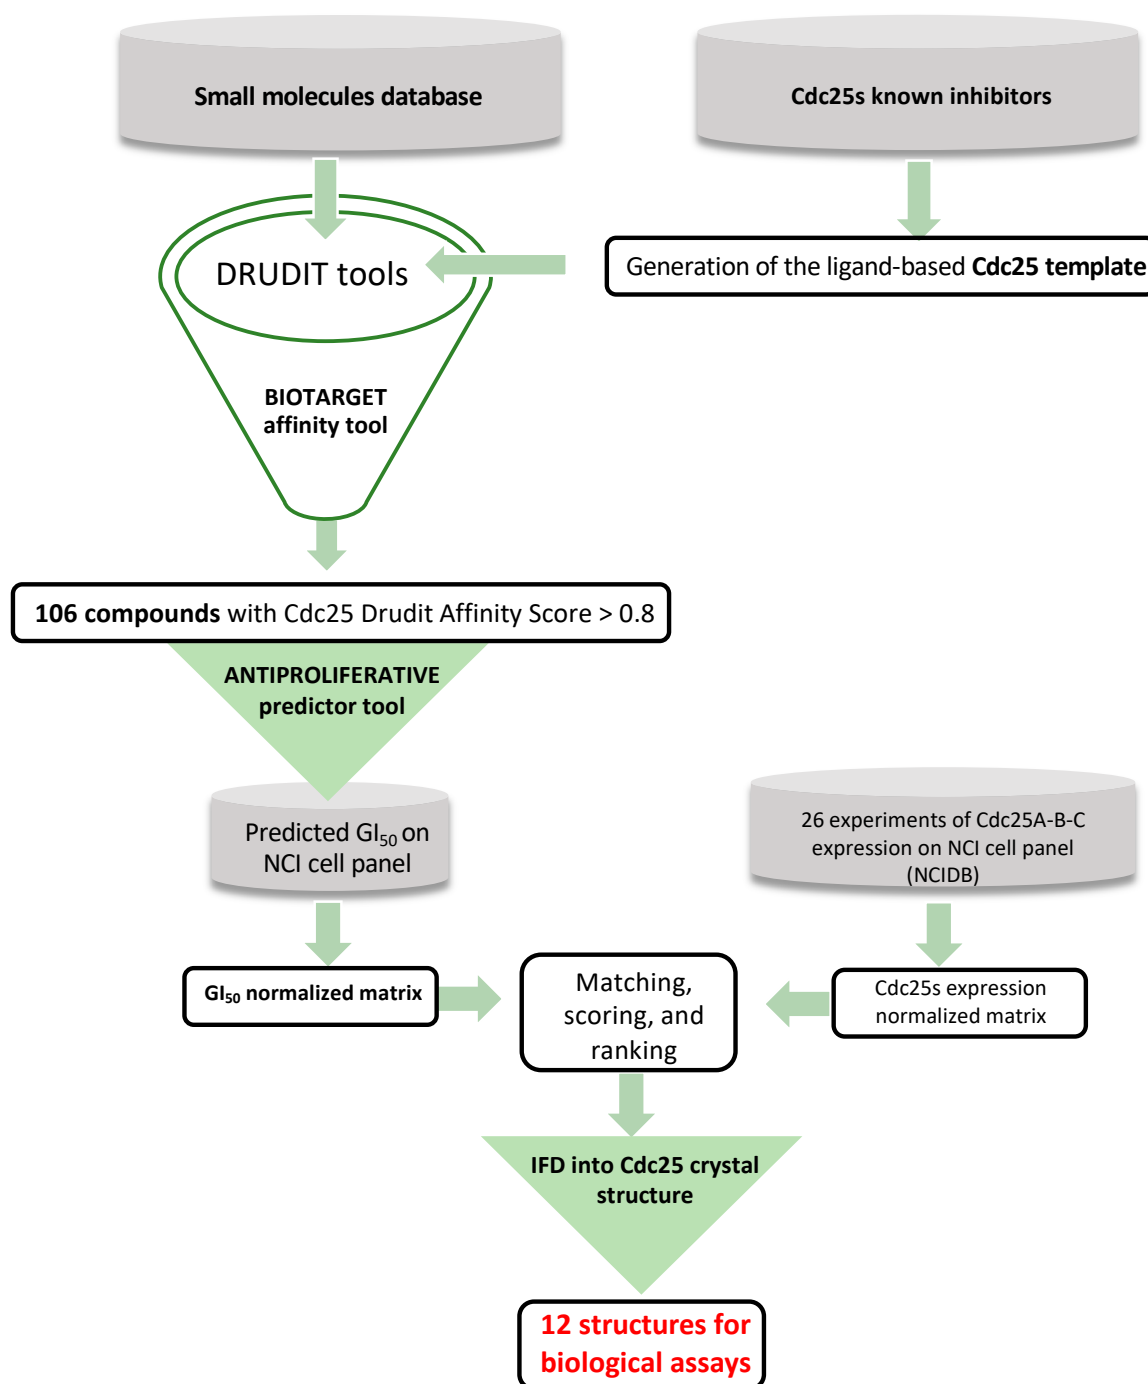 Small molecules database
Cdc25s known inhibitors
DRUDIT tools
Generation of the ligand-based Cdc25 template
BIOTARGET
affinity tool
106 compounds with Cdc25 Drudit Affinity Score > 0.8
ANTIPROLIFERATIVE
predictor tool
Predicted GI₅₀ on
NCI cell panel
26 experiments of Cdc25A-B-C
expression on NCI cell panel
(NCIDB)
GI₅₀ normalized matrix
Matching,
scoring, and
ranking
Cdc25s expression
normalized matrix
IFD into Cdc25 crystal
structure
12 structures for
biological assays